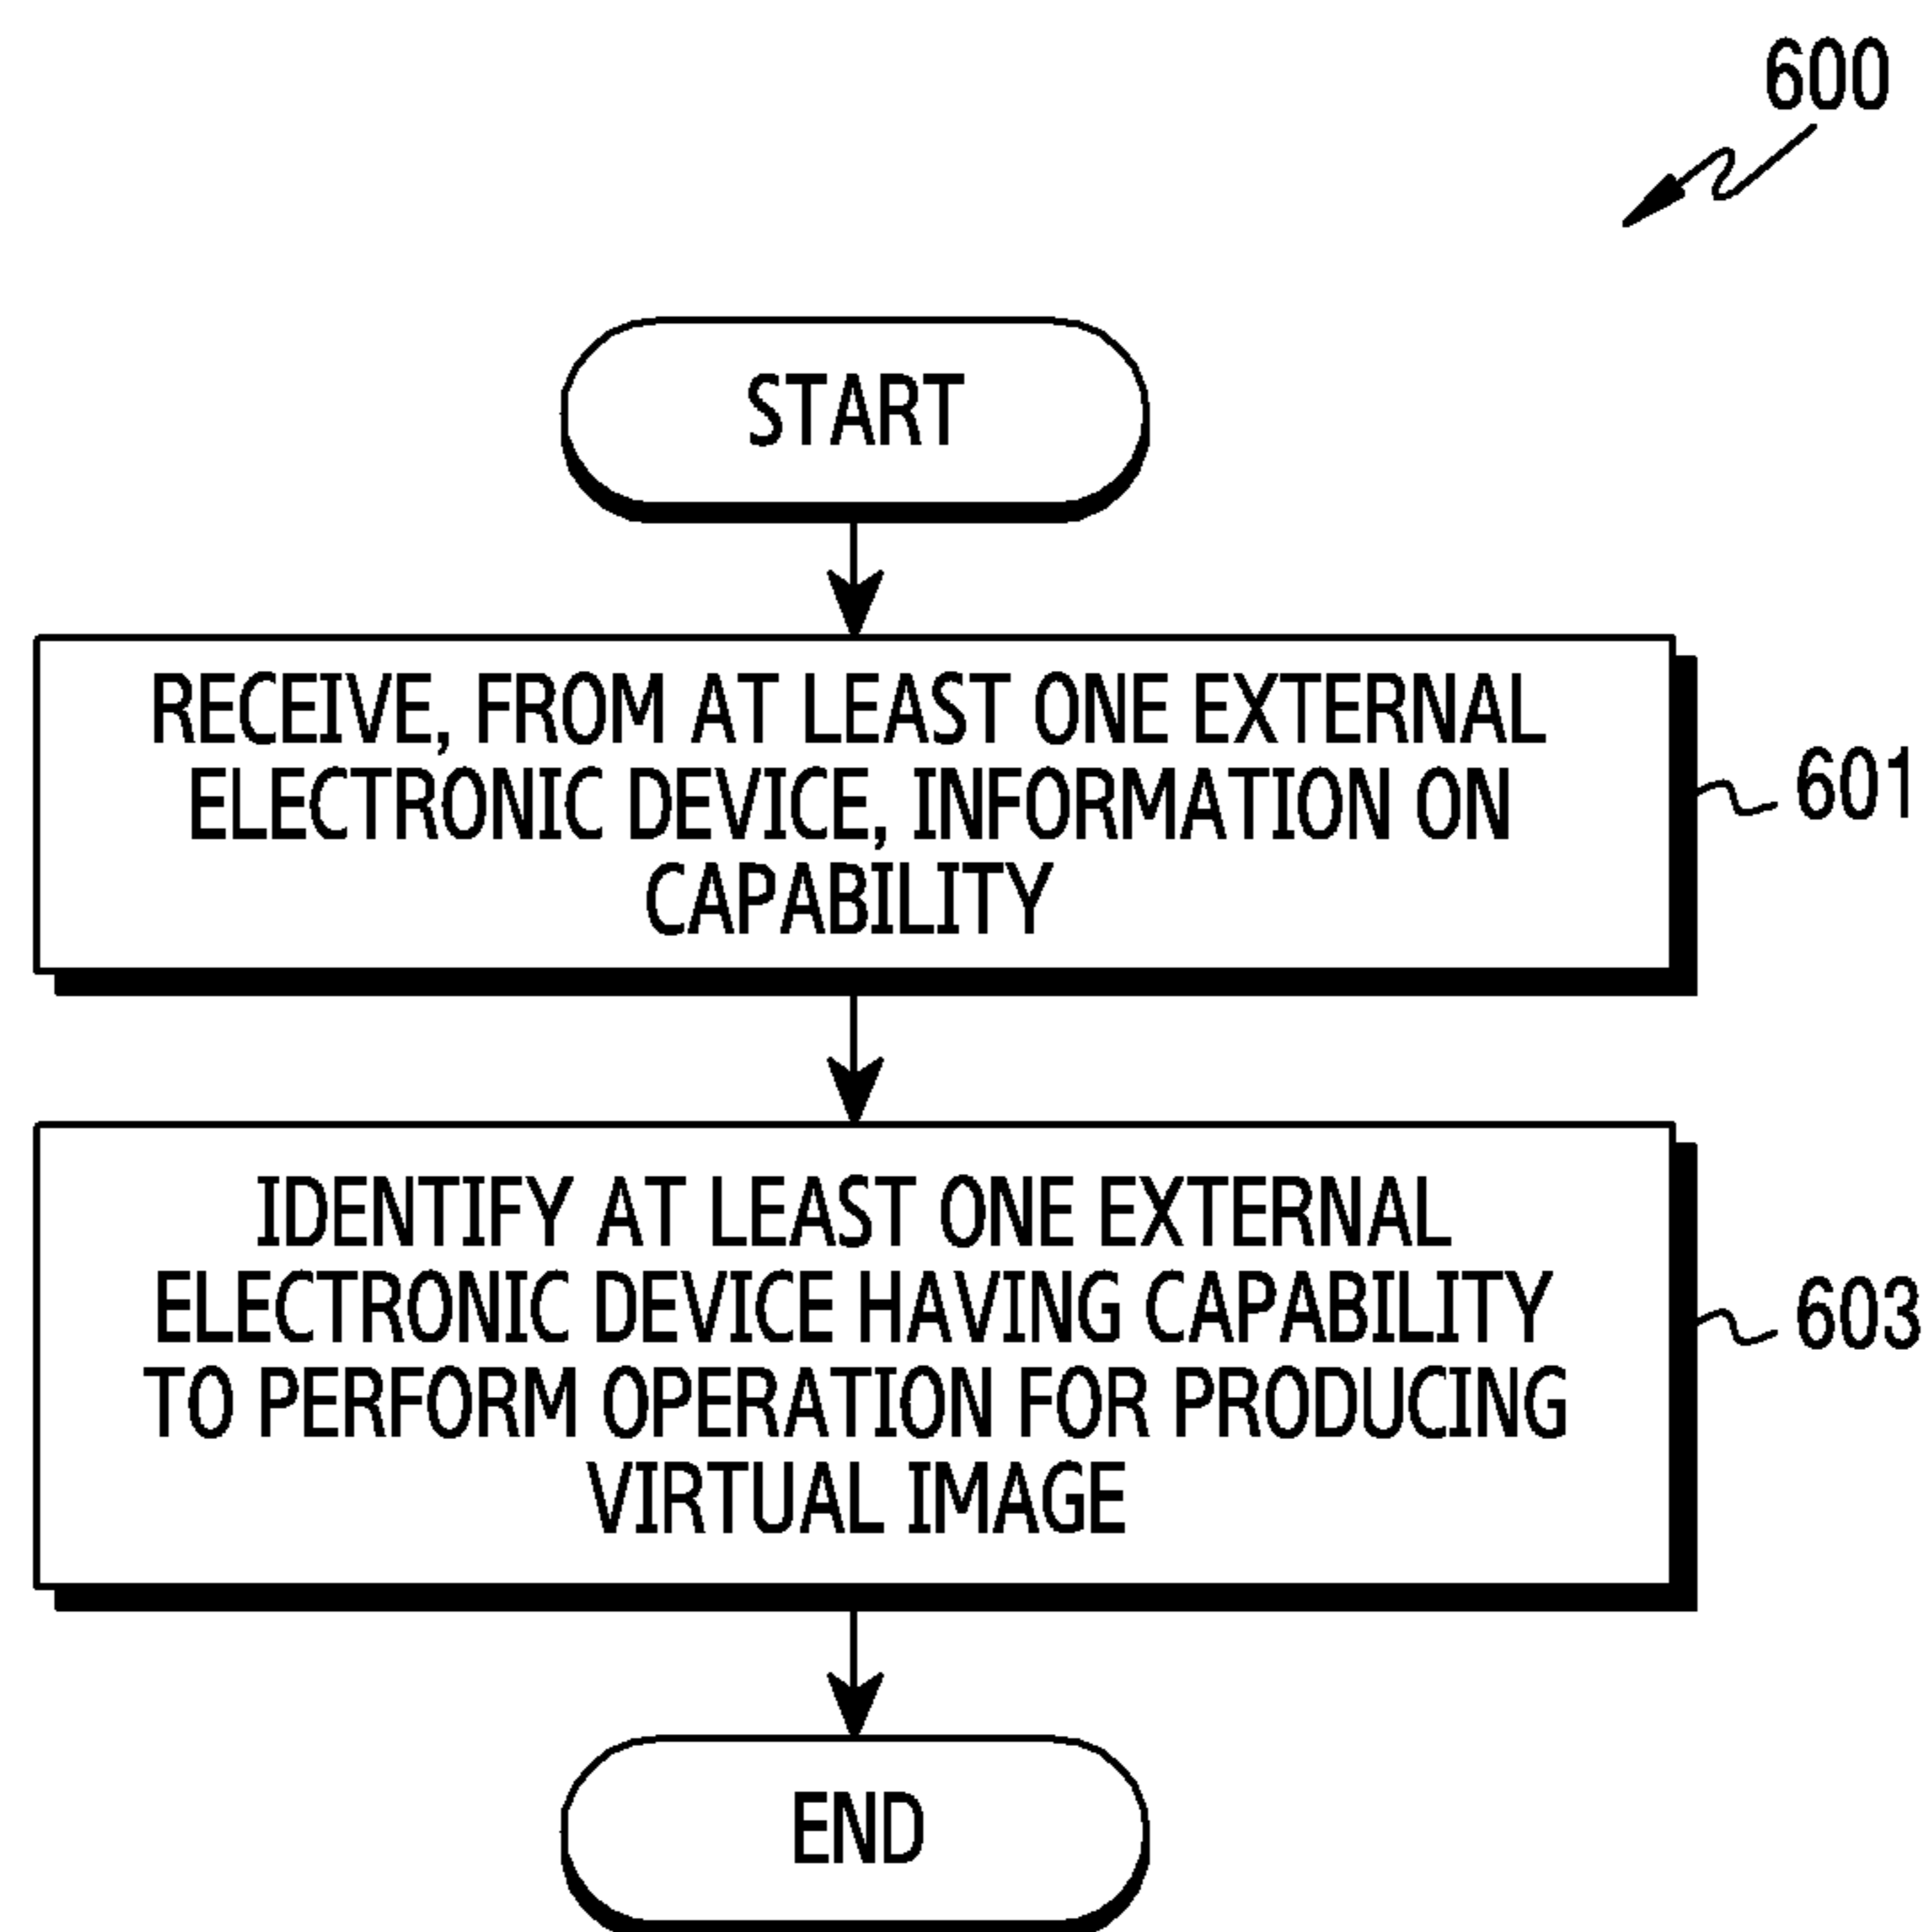 600
START
RECEIVE, FROM AT LEAST ONE EXTERNAL
ELECTRONIC DEVICE, INFORMATION ON
CAPABILITY
601
IDENTIFY AT LEAST ONE EXTERNAL
ELECTRONIC DEVICE HAVING CAPABILITY
TO PERFORM OPERATION FOR PRODUCING
VIRTUAL IMAGE
603
END